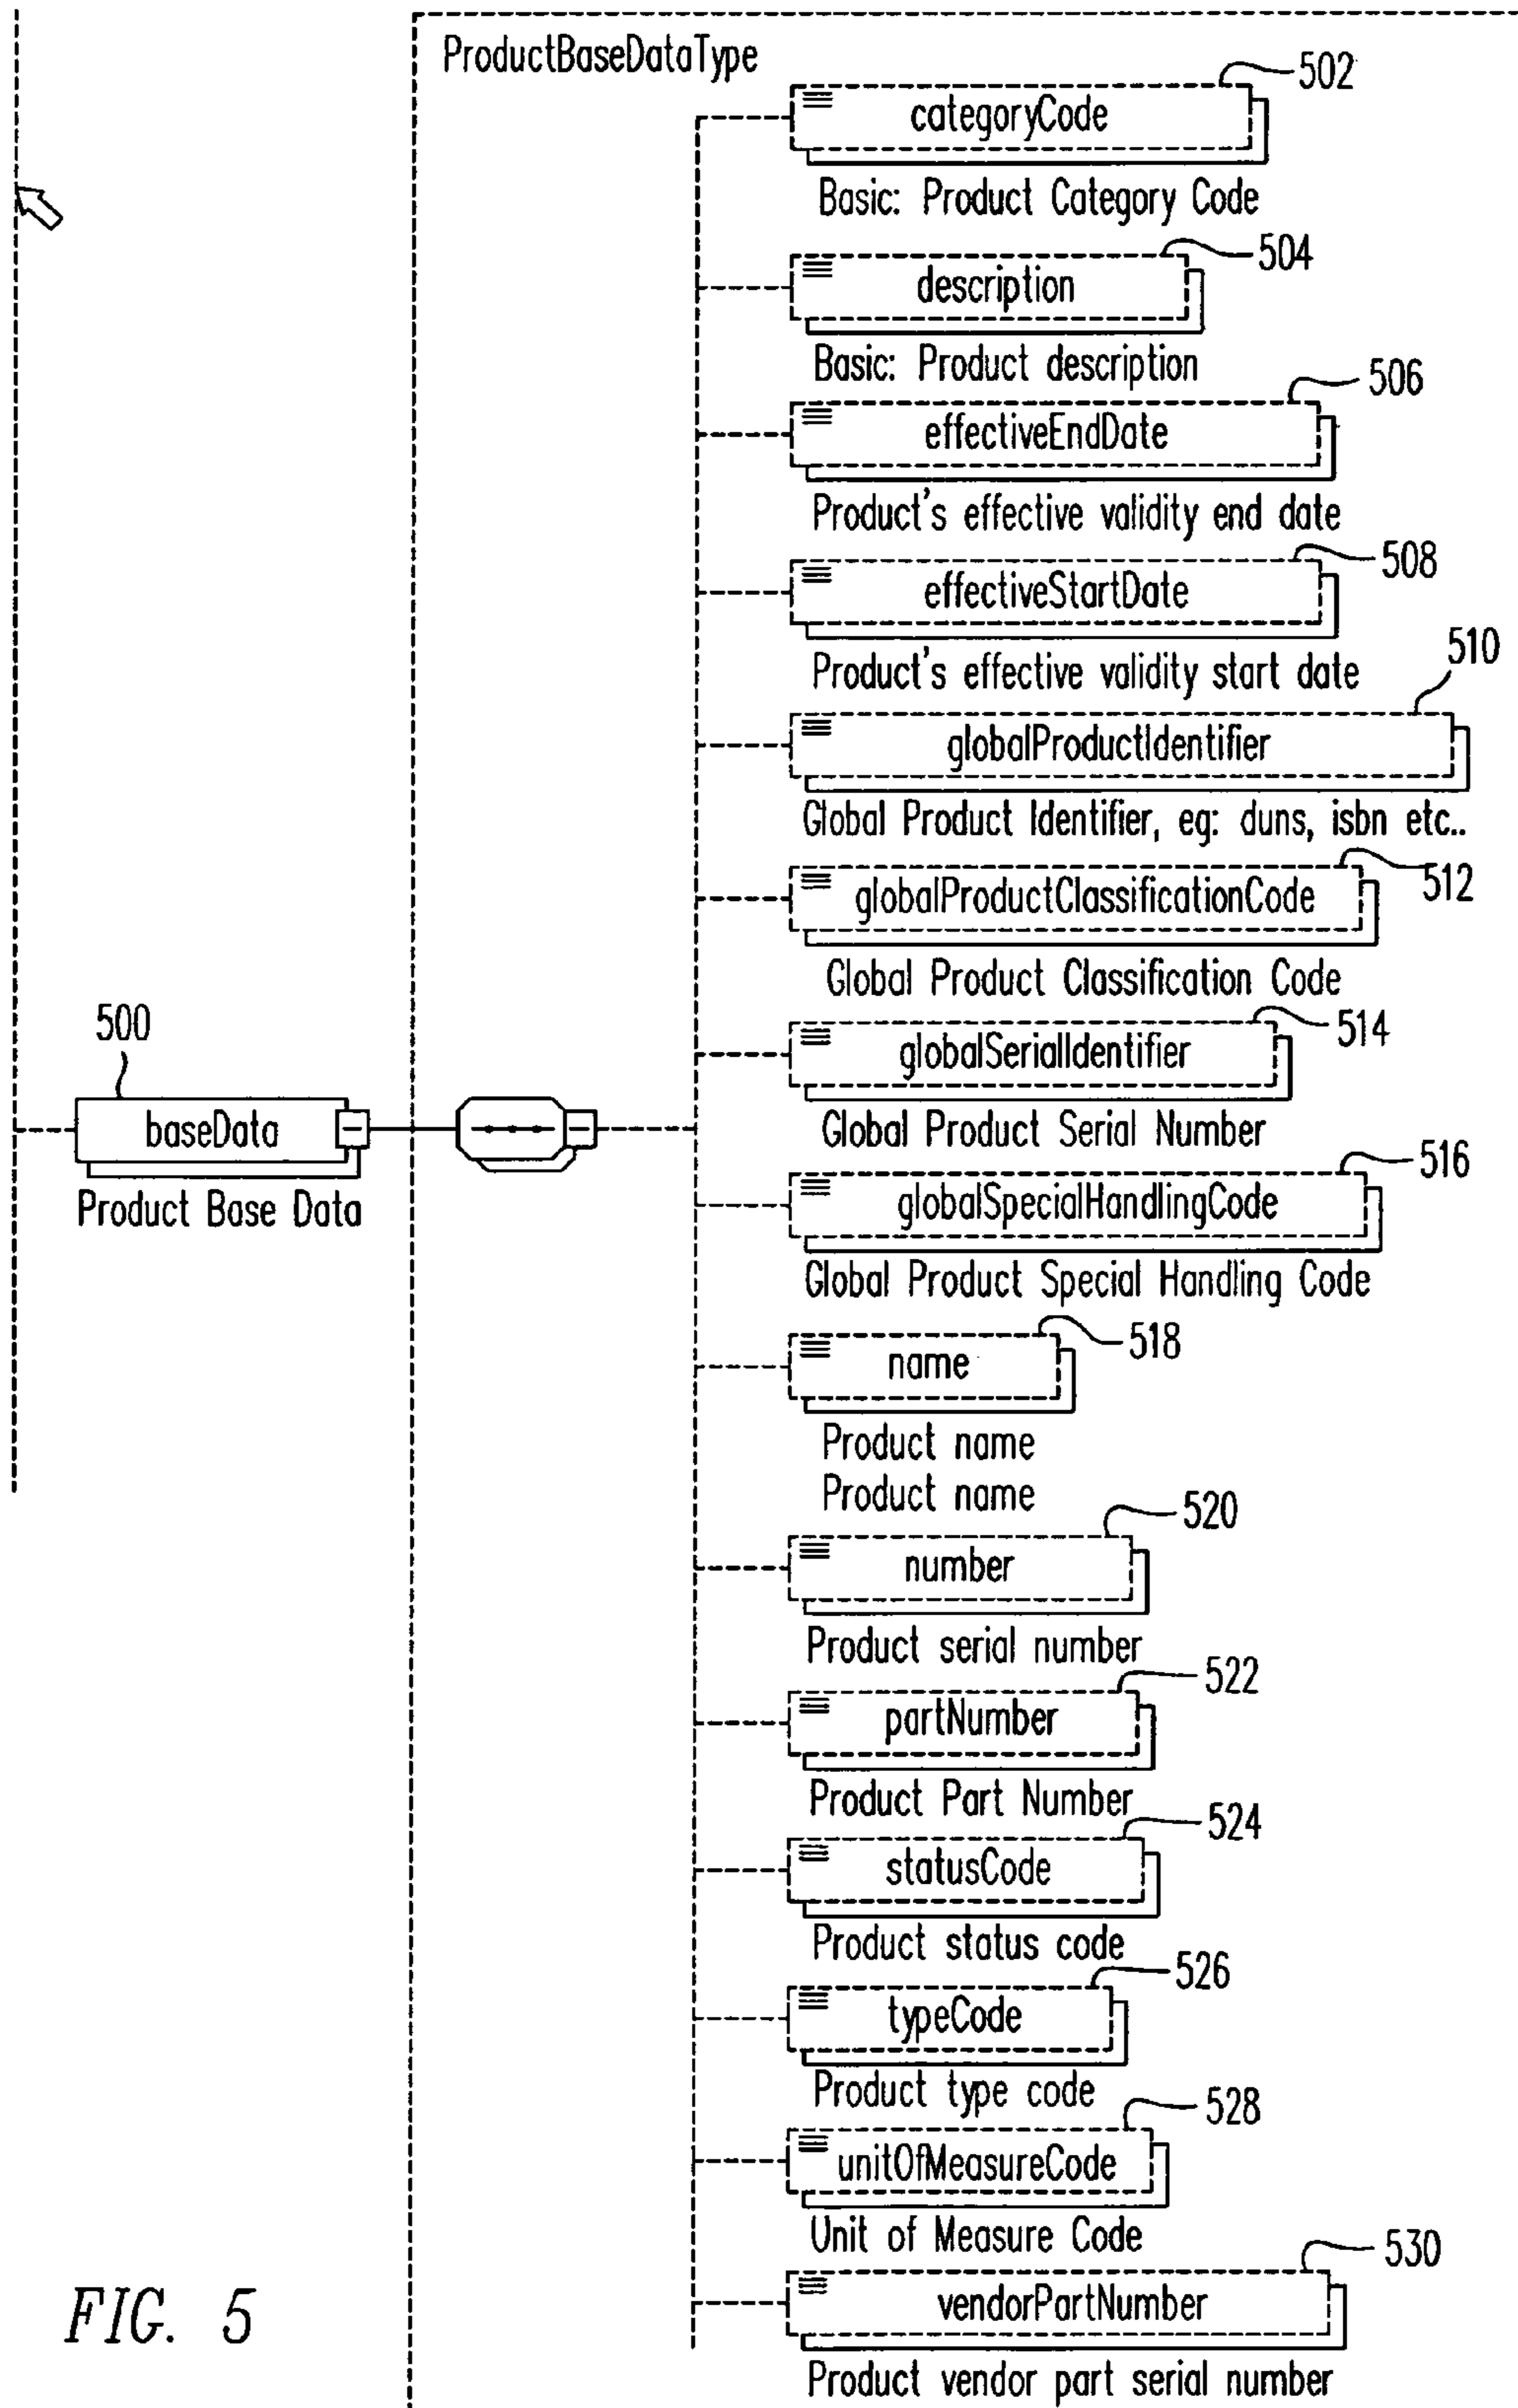 ProductBaseDataType
502
categoryCode
Basic: Product Category Code
504
description
Basic: Product description
506
effectiveEndDate
Product's effective validity end date
508
effectiveStartDate
Product's effective validity start date
510
globalProductIdentifier
Global Product Identifier, eg: duns, isbn etc..
512
globalProductClassificationCode
Global Product Classification Code
514
globalSerialIdentifier
Global Product Serial Number
500
baseData
Product Base Data
516
globalSpecialHandlingCode
Global Product Special Handling Code
518
name
Product name
Product name
520
number
Product serial number
522
partNumber
Product Part Number
524
statusCode
Product status code
526
typeCode
Product type code
528
unitOfMeasureCode
Unit of Measure Code
530
vendorPartNumber
Product vendor part serial number
FIG. 5